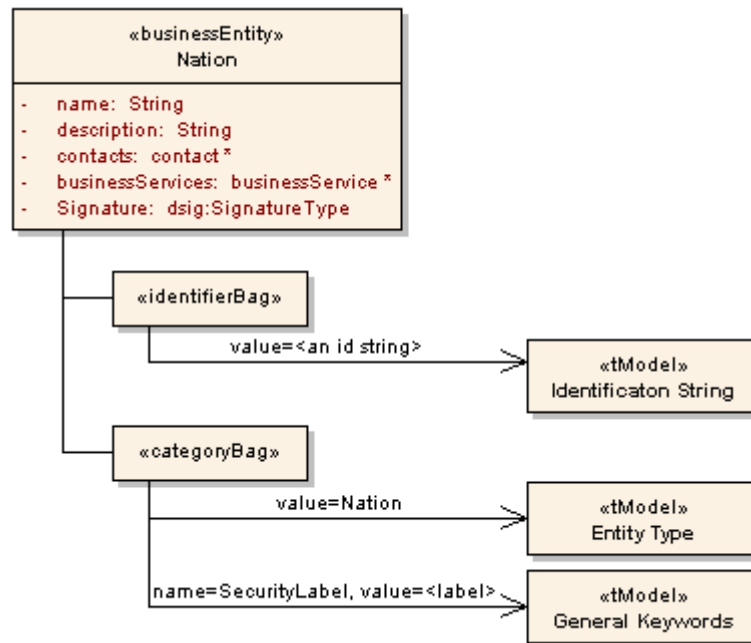 «businessEntity»
Nation
- name: String
- description: String
- contacts: contact*
- businessServices: businessService*
- Signature: dsig:SignatureType
«identifierBag»
value=<an id string>
«tModel»
Identificaton String
«categoryBag»
value=Nation
«tModel»
Entity Type
name=SecurityLabel, value=<label>
«tModel»
General Keywords